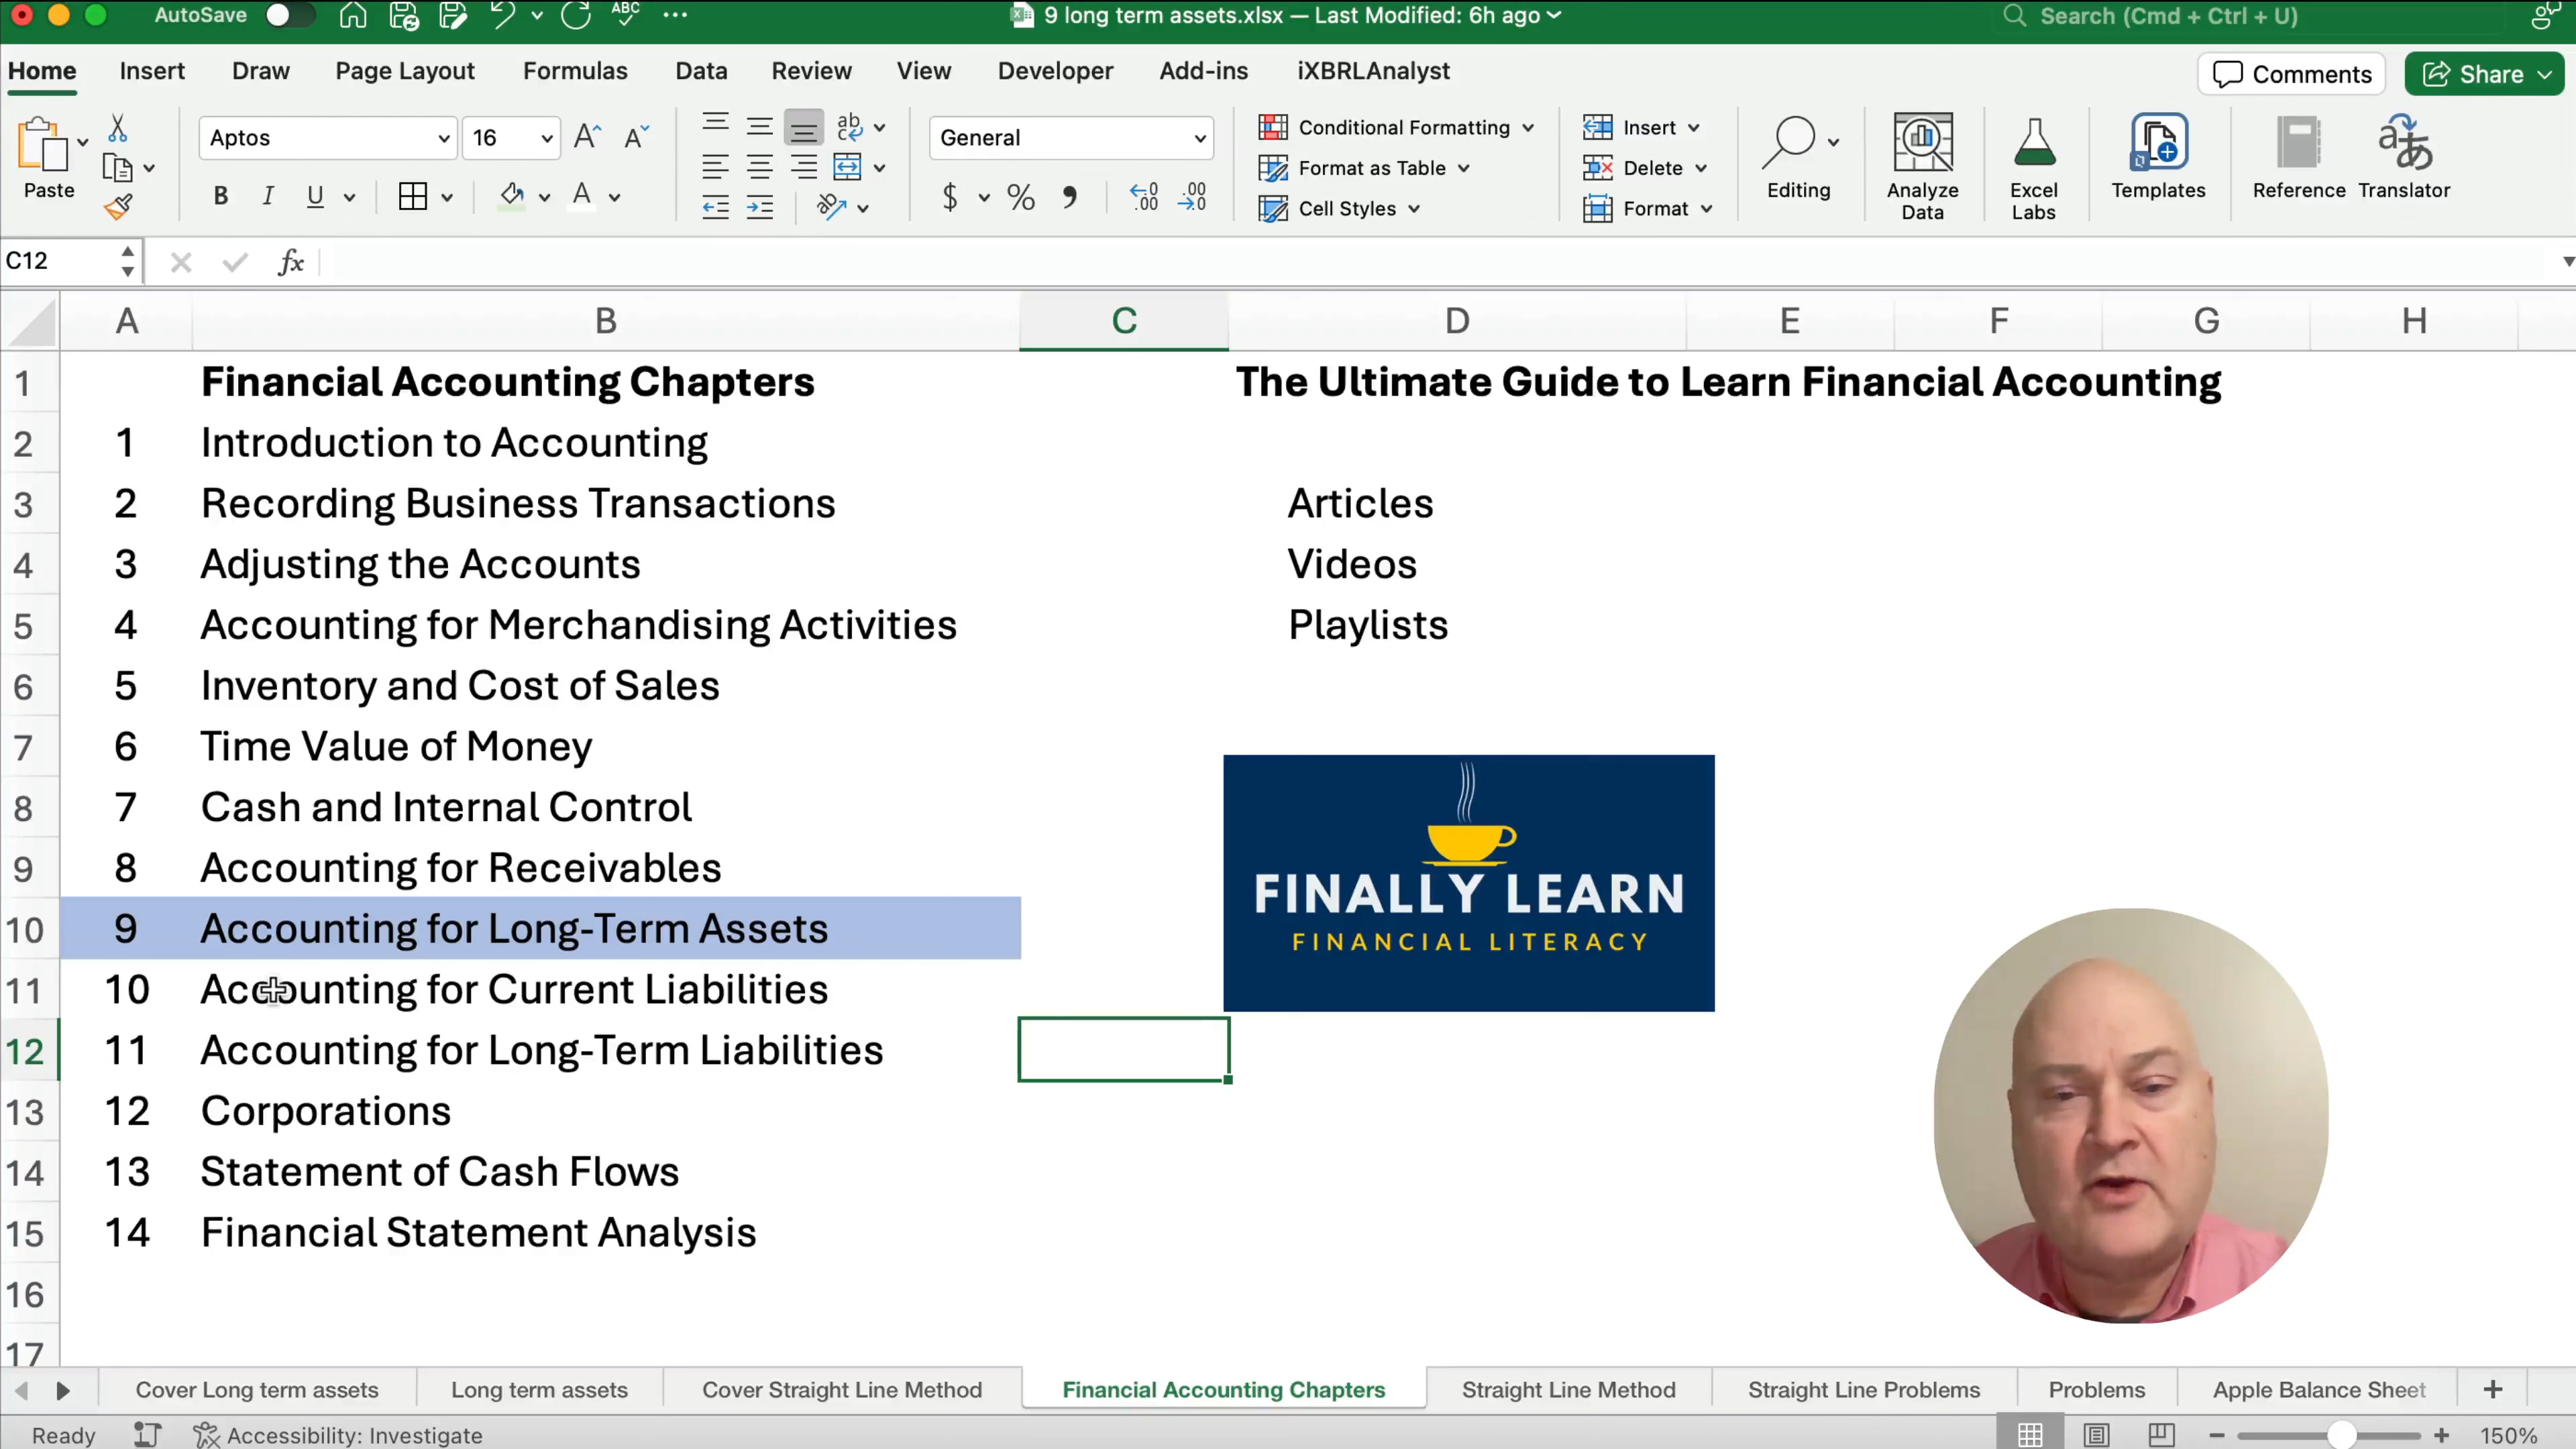 AutoSave
ABC
9 long term assets.xlsx — Last Modified: 6h ago
Search (Cmd + Ctrl + U)
Home Insert Draw Page Layout Formulas Data Review View Developer Add-ins iXBRLAnalyst
Comments Share
Paste
Aptos 16
General
Conditional Formatting
Format as Table
Cell Styles
Insert
Delete
Format
Editing
Analyze Data
Excel Labs
Templates
Reference
Translator
B I U
$ % 9
C12
fx
A B C D E F G H
1 Financial Accounting Chapters The Ultimate Guide to Learn Financial Accounting
2 1 Introduction to Accounting
3 2 Recording Business Transactions Articles
4 3 Adjusting the Accounts Videos
5 4 Accounting for Merchandising Activities Playlists
6 5 Inventory and Cost of Sales
7 6 Time Value of Money
8 7 Cash and Internal Control
9 8 Accounting for Receivables
10 9 Accounting for Long-Term Assets
11 10 Accounting for Current Liabilities
12 11 Accounting for Long-Term Liabilities
13 12 Corporations
14 13 Statement of Cash Flows
15 14 Financial Statement Analysis
16
17
FINALLY LEARN
FINANCIAL LITERACY
Cover Long term assets Long term assets Cover Straight Line Method Financial Accounting Chapters Straight Line Method Straight Line Problems Problems Apple Balance Sheet
Ready Accessibility: Investigate 150%